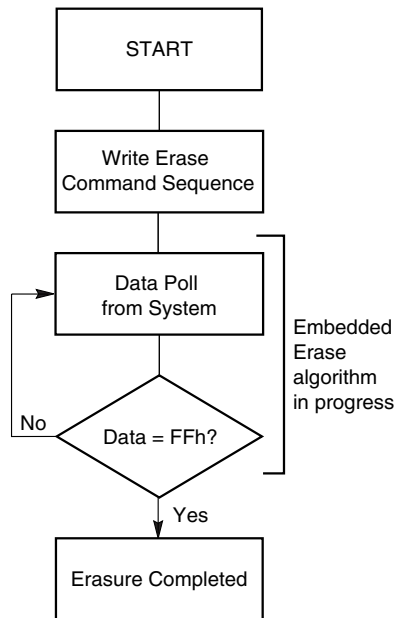 START
Write Erase
Command Sequence
Data Poll
from System
Embedded
Erase
algorithm
in progress
Data = FFh?
No
Yes
Erasure Completed